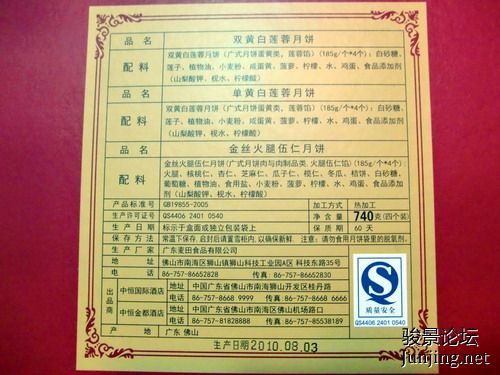 品 名 双黄白莲蓉月饼
配料 双黄白莲蓉月饼(广式月饼蛋黄类，莲蓉馅)(185g/个*4个)：白砂糖、
莲子、植物油、小麦粉、咸蛋黄、菠萝、柠檬、水、鸡蛋、食品添加剂
(山梨酸钾、枧水、柠檬酸)
品 名 单黄白莲蓉月饼
配料 双黄白莲蓉月饼(广式月饼蛋黄类，莲蓉馅)(185g/个*4个)：白砂糖、
莲子、植物油、小麦粉、咸蛋黄、菠萝、柠檬、水、鸡蛋、食品添加剂
(山梨酸钾、枧水、柠檬酸)
品 名 金丝火腿伍仁月饼
配料 金丝火腿伍仁月饼(广式月饼肉与肉制品类，火腿伍仁馅)(185g/个*4个)：
火腿、核桃仁、杏仁、芝麻仁、瓜子仁、榄仁、冬瓜、桔饼、白砂糖、
葡萄糖、植物油、食用盐、小麦粉、菠萝、柠檬、水、鸡蛋、食品添加剂
(山梨酸钾、枧水、柠檬酸)
产品标准号 GB19855-2005 加工方式 热加工
生产许可证号 QS4406 2401 0540 净 含 量 740克(四个装)
生产日期 标示于盒面或独立包装袋上 保 质 期 60 天
保存方法 常温下保存，启封后请置雪柜内，以确保新鲜 注意：请勿食用月饼袋里的脱氧剂。
生 产 商 广东麦田食品有限公司
地 址 佛山市南海区狮山镇狮山科技工业园A区 科技东路35号
电 话 86-757-86652828 传真:86-757-86652830
出品商 中恒国际酒店 地址 中国广东省佛山市南海区狮山开发区桂丹路
电话 86-757-8668 9999 传真：86-757-8668 6666
中恒金都酒店 地址 中国广东省佛山市南海区佛山机场路口
电话 86-757-81828888 传真：86-757-85538189
产 地 广东 佛山
质量安全
QS4406 2401 0540
生产日期 2010.08.03
骏景论坛
junjing.net